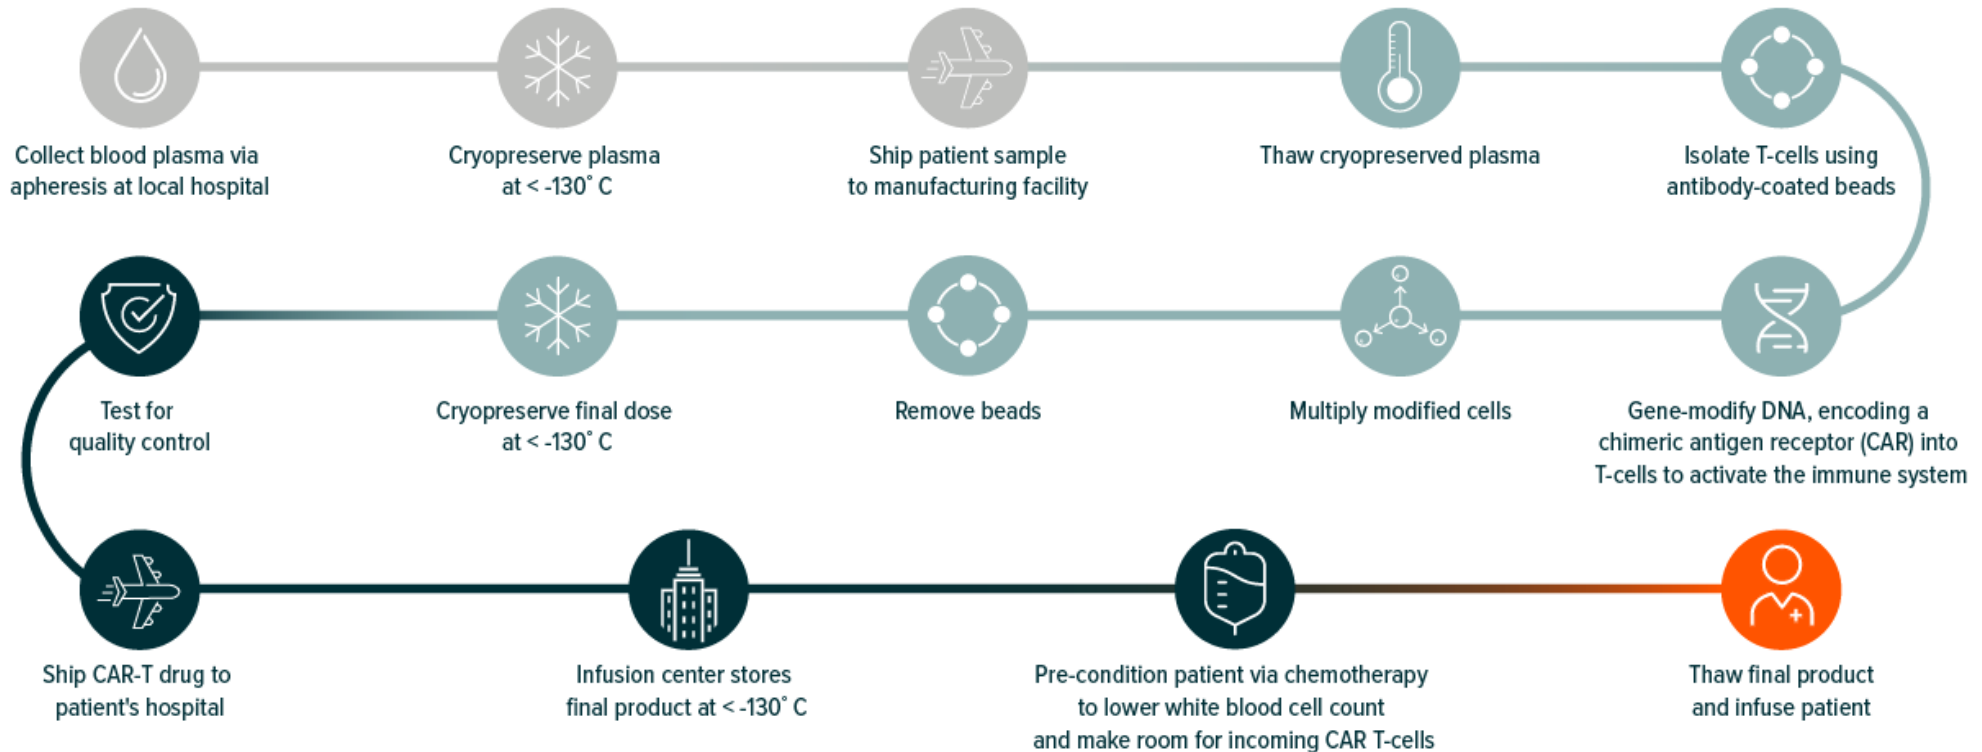 Collect blood plasma via
apheresis at local hospital
Cryopreserve plasma
at < -130˚ C
Ship patient sample
to manufacturing facility
Thaw cryopreserved plasma
Isolate T-cells using
antibody-coated beads
Gene-modify DNA, encoding a
chimeric antigen receptor (CAR) into
T-cells to activate the immune system
Multiply modified cells
Remove beads
Cryopreserve final dose
at < -130˚ C
Test for
quality control
Ship CAR-T drug to
patient's hospital
Infusion center stores
final product at < -130˚ C
Pre-condition patient via chemotherapy
to lower white blood cell count
and make room for incoming CAR T-cells
Thaw final product
and infuse patient